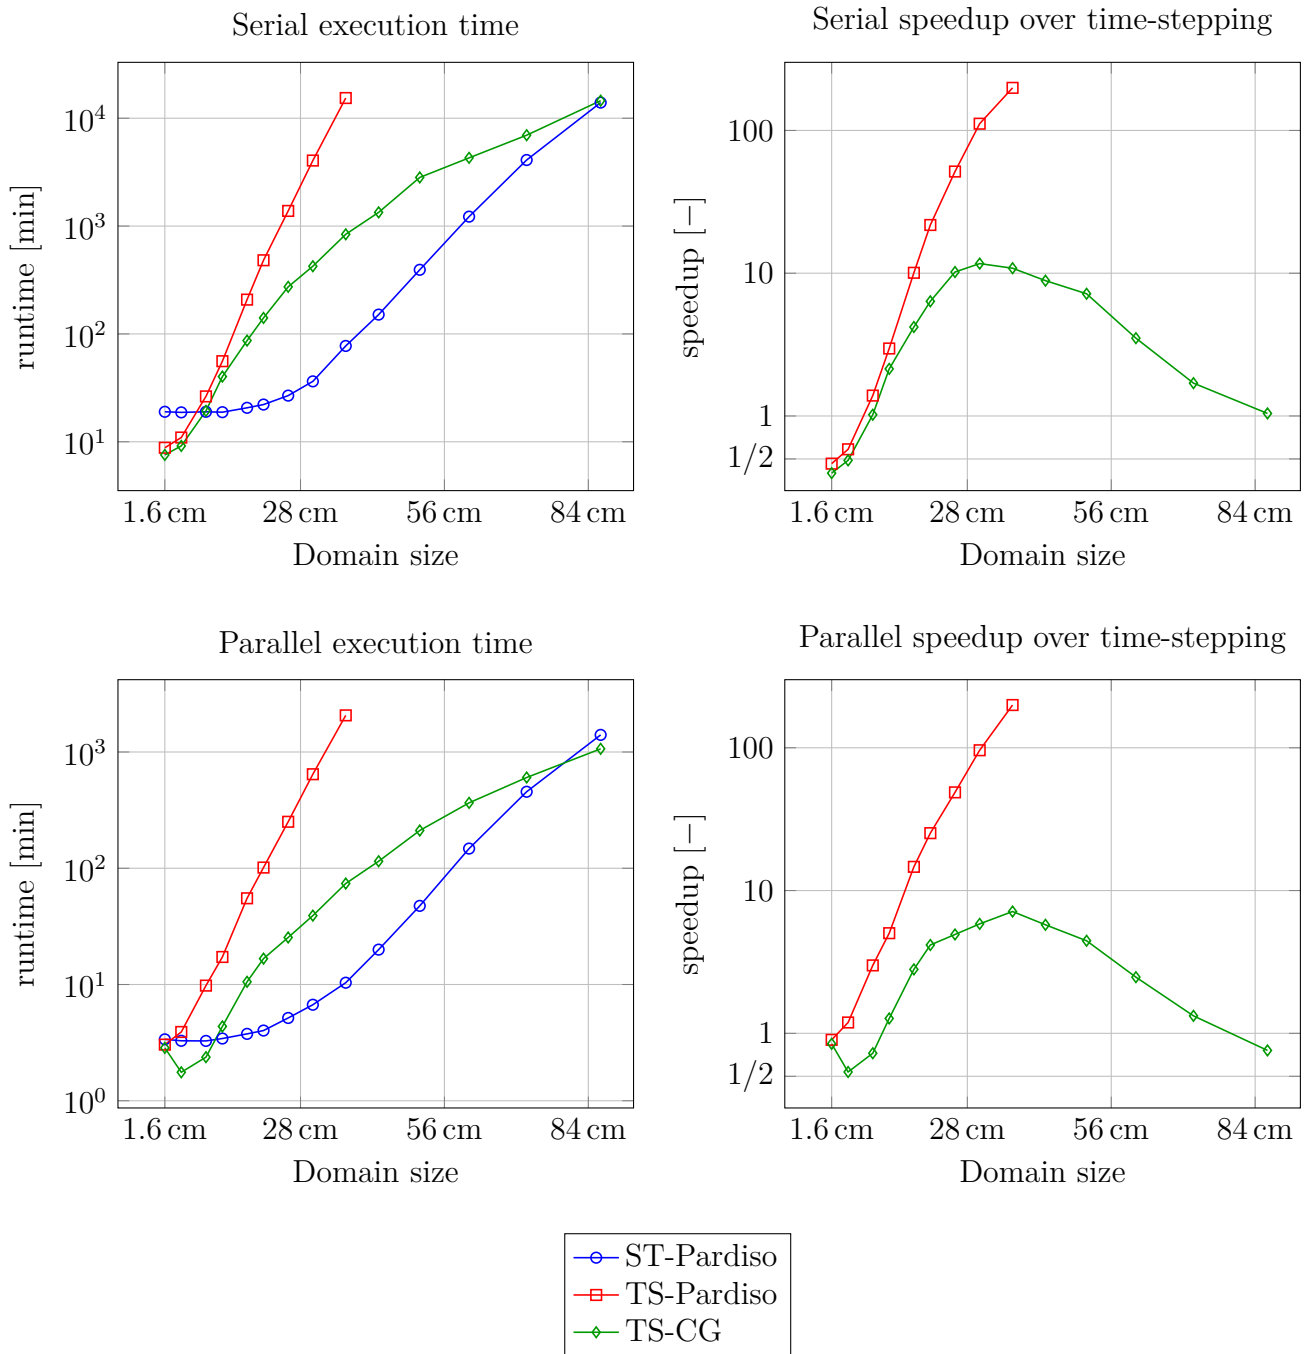 Serial execution time
runtime [min]
10^4
10^3
10^2
10^1
1.6 cm 28 cm 56 cm 84 cm
Domain size
Serial speedup over time-stepping
speedup [−]
100
10
1
1/2
1.6 cm 28 cm 56 cm 84 cm
Domain size
Parallel execution time
runtime [min]
10^3
10^2
10^1
10^0
1.6 cm 28 cm 56 cm 84 cm
Domain size
Parallel speedup over time-stepping
speedup [−]
100
10
1
1/2
1.6 cm 28 cm 56 cm 84 cm
Domain size
ST-Pardiso
TS-Pardiso
TS-CG